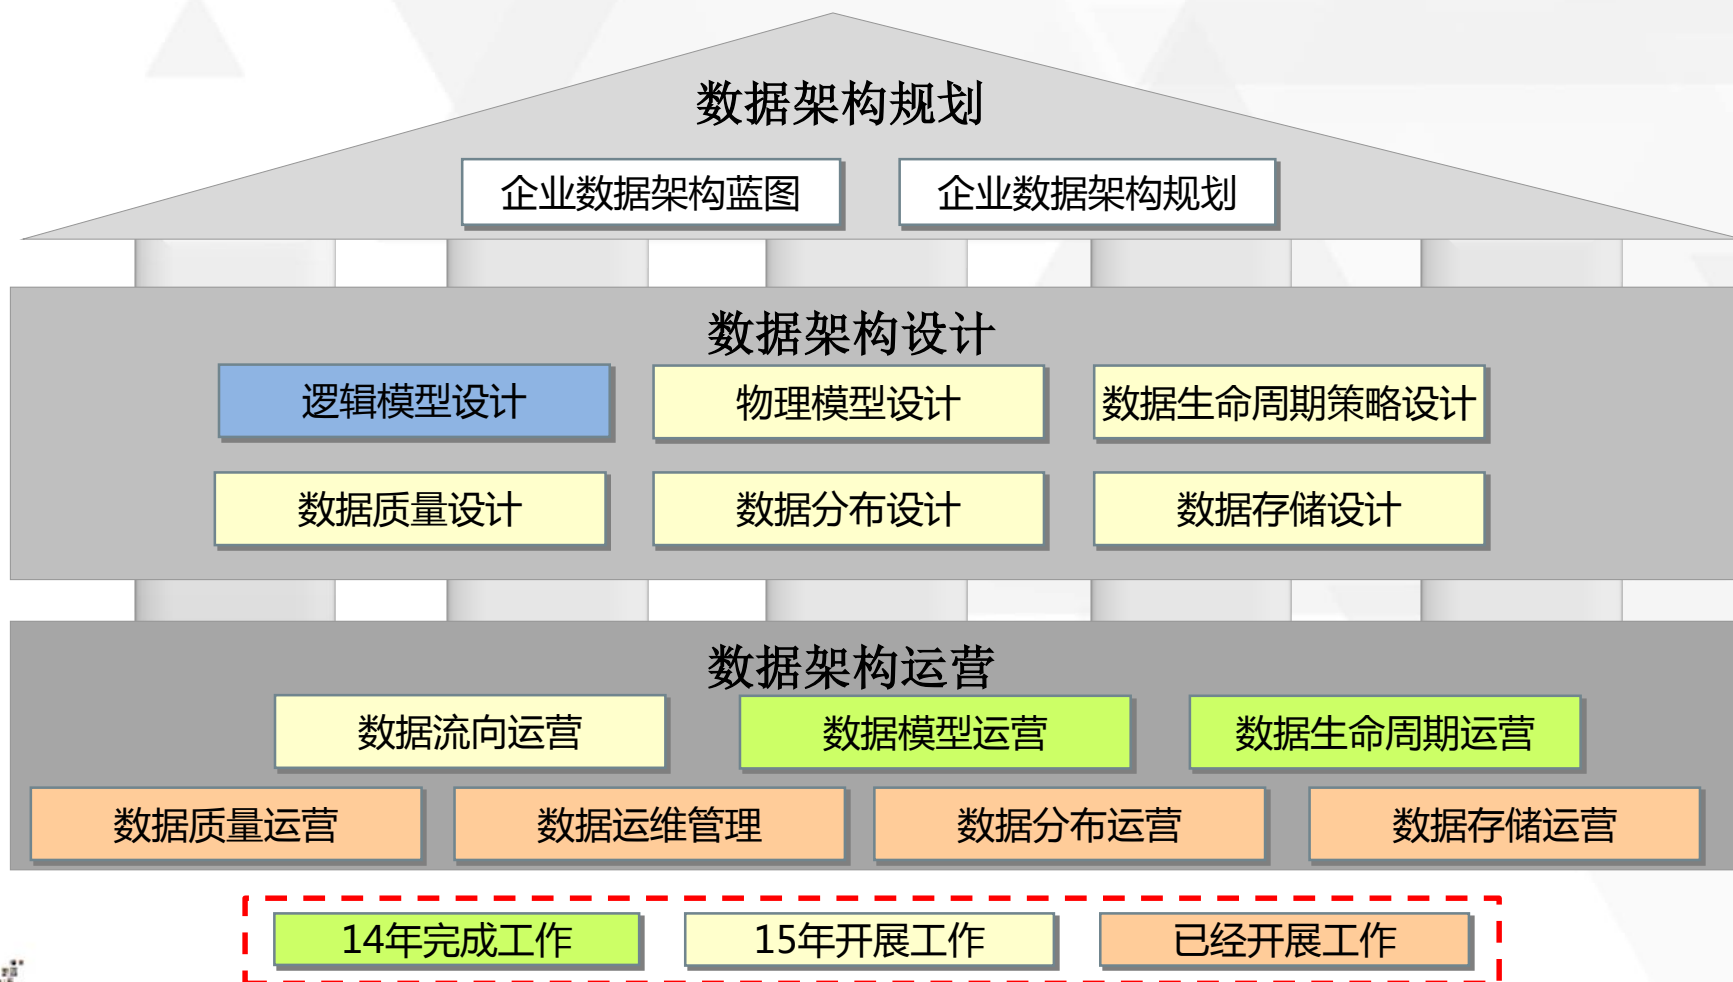 数据架构规划
企业数据架构蓝图 企业数据架构规划
数据架构设计
逻辑模型设计 物理模型设计 数据生命周期策略设计
数据质量设计 数据分布设计 数据存储设计
数据架构运营
数据流向运营 数据模型运营 数据生命周期运营
数据质量运营 数据运维管理 数据分布运营 数据存储运营
14年完成工作 15年开展工作 已经开展工作